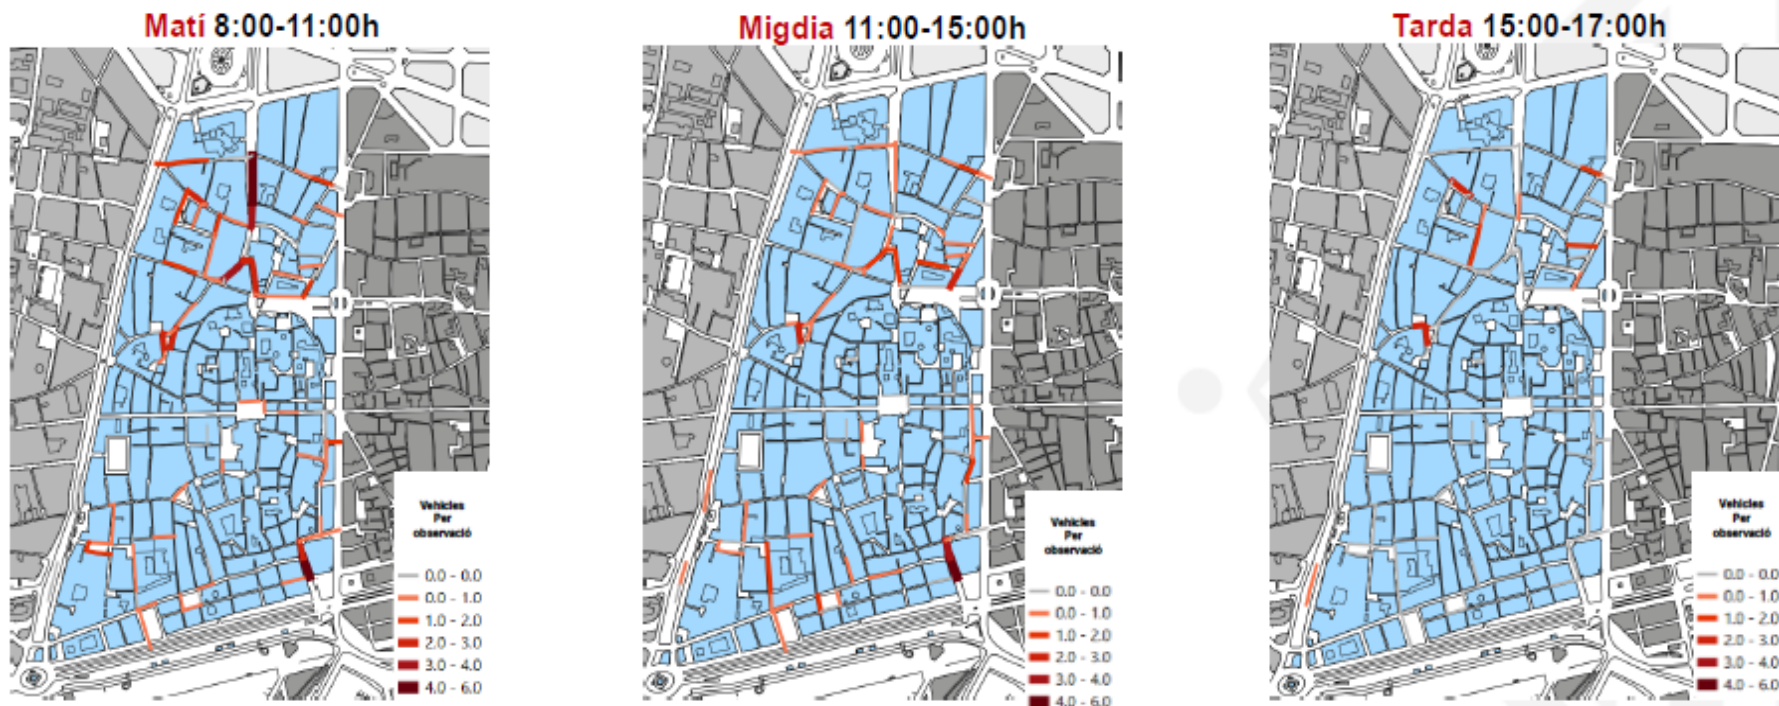 Matí 8:00-11:00h
Vehicles
Per
observació
0.0 - 0.0
0.0 - 1.0
1.0 - 2.0
2.0 - 3.0
3.0 - 4.0
4.0 - 6.0
Migdia 11:00-15:00h
Vehicles
Per
observació
0.0 - 0.0
0.0 - 1.0
1.0 - 2.0
2.0 - 3.0
3.0 - 4.0
4.0 - 6.0
Tarda 15:00-17:00h
Vehicles
Per
observació
0.0 - 0.0
0.0 - 1.0
1.0 - 2.0
2.0 - 3.0
3.0 - 4.0
4.0 - 6.0